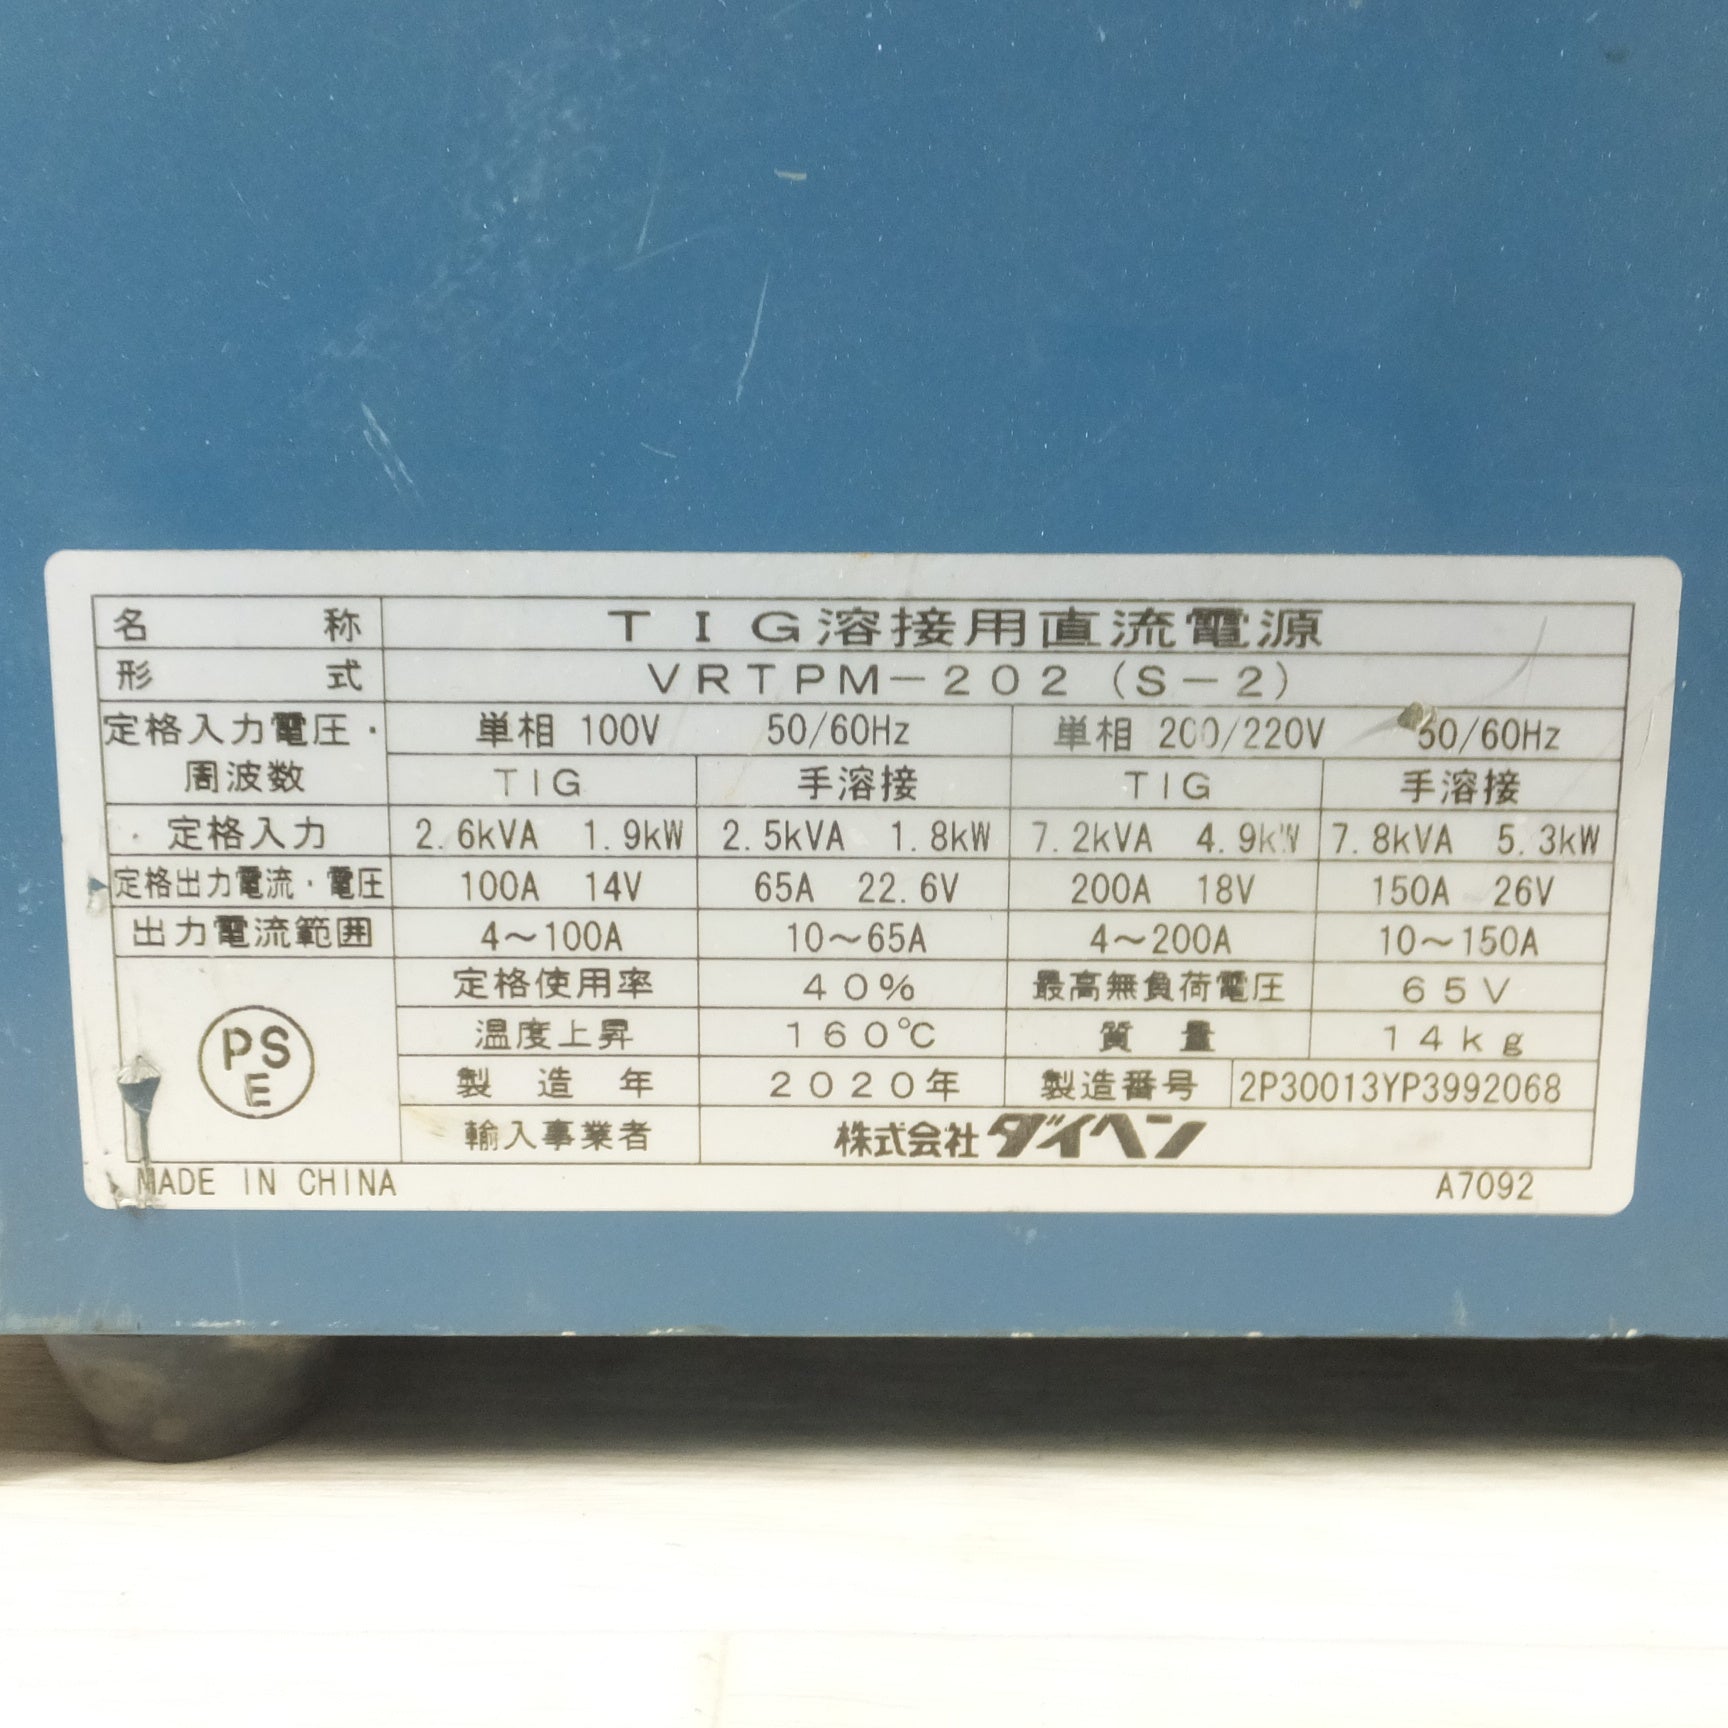 名称 TIG溶接用直流電源
形式 VRTPM-202(S-2)
定格入力電圧・周波数 単相 100V 50/60Hz 単相 200/220V 50/60Hz
TIG 手溶接 TIG 手溶接
定格入力 2.6kVA 1.9kW 2.5kVA 1.8kW 7.2kVA 4.9kW 7.8kVA 5.3kW
定格出力電流・電圧 100A 14V 65A 22.6V 200A 18V 150A 26V
出力電流範囲 4～100A 10～65A 4～200A 10～150A
定格使用率 40% 最高無負荷電圧 65V
温度上昇 160℃ 質量 14kg
PSE
製造年 2020年 製造番号 2P30013YP3992068
輸入事業者 株式会社ダイヘン
MADE IN CHINA A7092